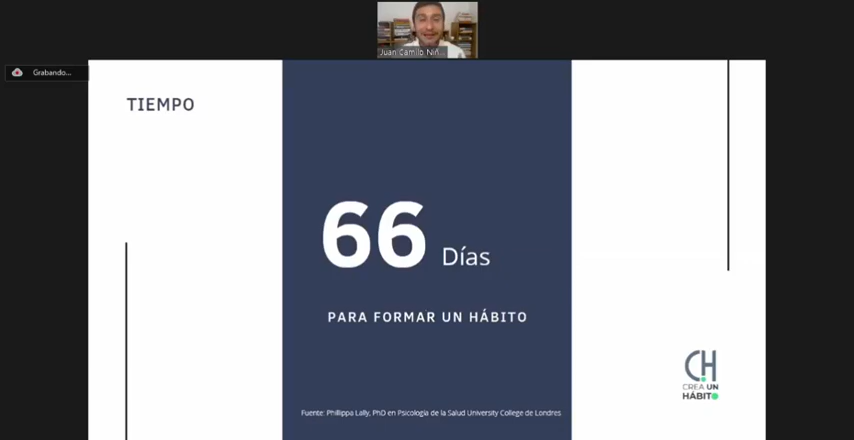 Juan Camilo Niñ...
Grabando...
TIEMPO
66 Días
PARA FORMAR UN HÁBITO
CH
CREA UN
HÁBITO
Fuente: Phillippa Lally, PhD en Psicología de la Salud University College de Londres